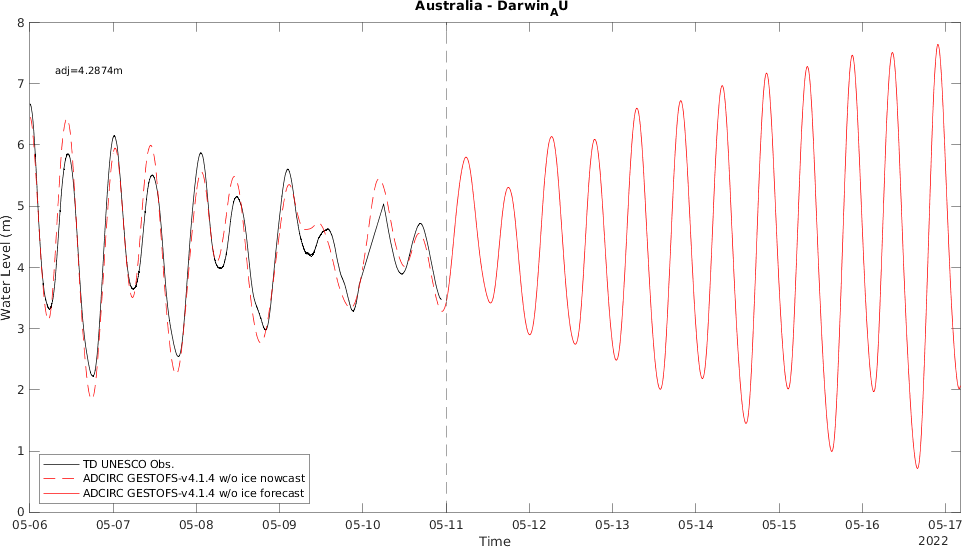 Australia - Darwin_AU
8
7
6
5
4
3
2
1
0
adj=4.2874m
Water Level (m)
TD UNESCO Obs.
ADCIRC GESTOFS-v4.1.4 w/o ice nowcast
ADCIRC GESTOFS-v4.1.4 w/o ice forecast
05-06 05-07 05-08 05-09 05-10 05-11 05-12 05-13 05-14 05-15 05-16 05-17
Time
2022